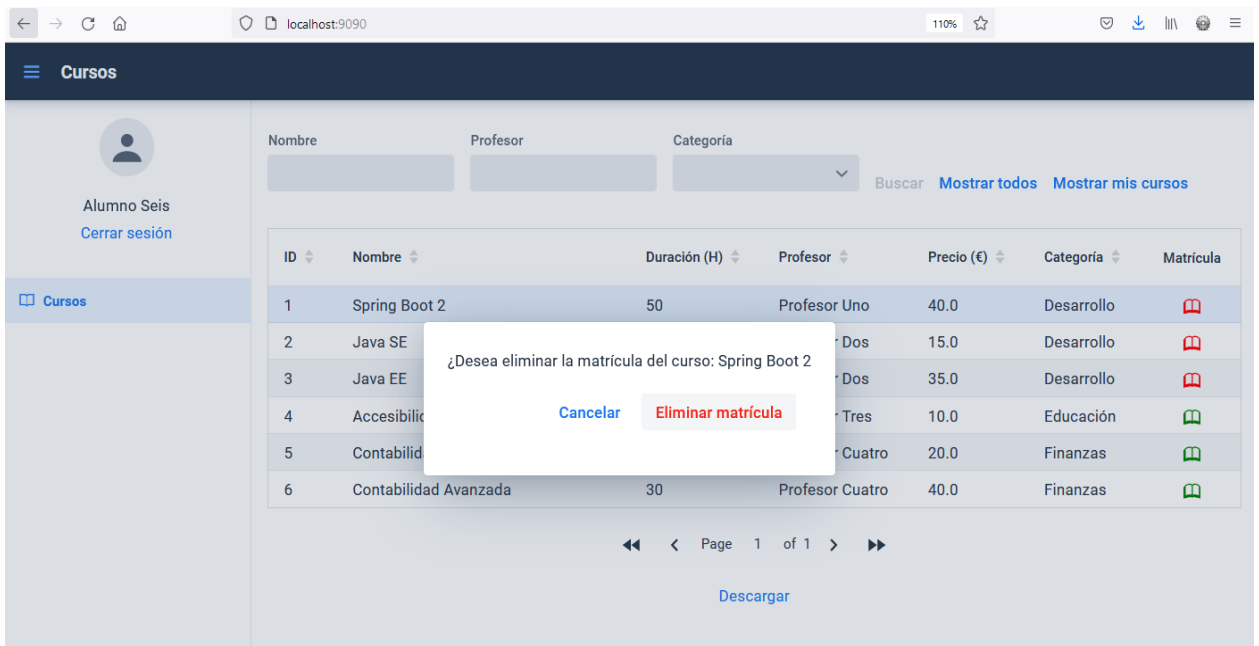 localhost:9090
110%
Cursos
Alumno Seis
Cerrar sesión
Cursos
Nombre Profesor Categoría
Buscar Mostrar todos Mostrar mis cursos
ID Nombre Duración (H) Profesor Precio (€) Categoría Matrícula
1 Spring Boot 2 50 Profesor Uno 40.0 Desarrollo
2 Java SE Dos 15.0 Desarrollo
3 Java EE Dos 35.0 Desarrollo
4 Accesibilid Tres 10.0 Educación
5 Contabilid Cuatro 20.0 Finanzas
6 Contabilidad Avanzada 30 Profesor Cuatro 40.0 Finanzas
¿Desea eliminar la matrícula del curso: Spring Boot 2
Cancelar Eliminar matrícula
Page 1 of 1
Descargar